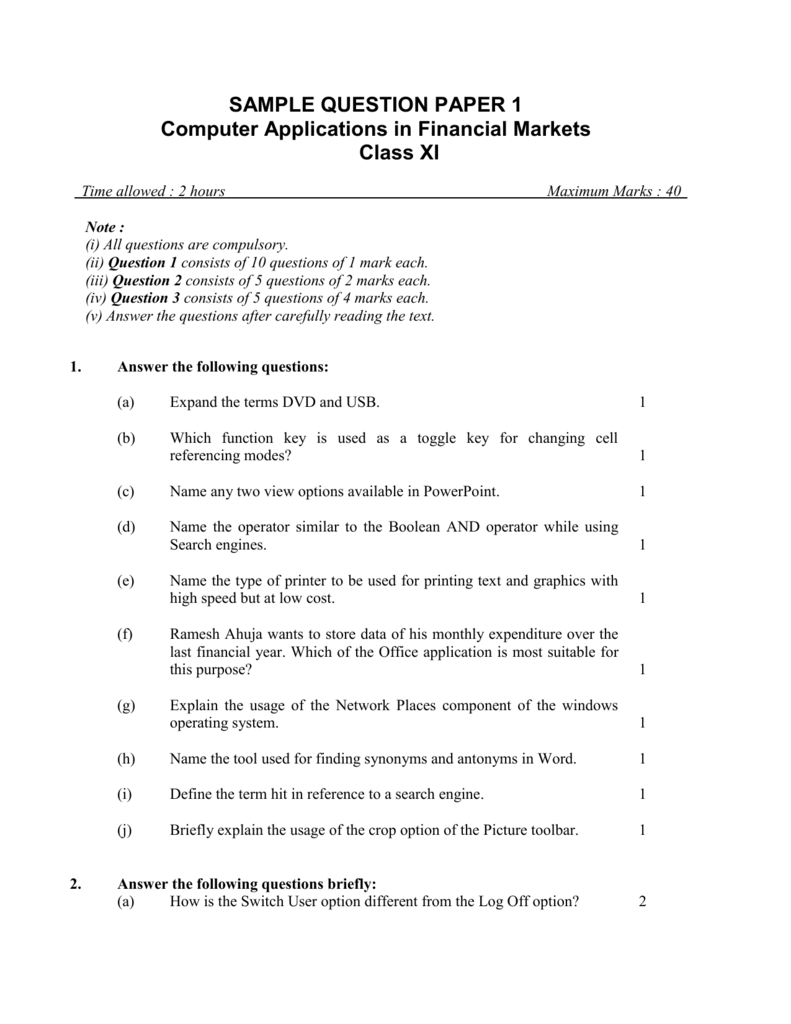 SAMPLE QUESTION PAPER 1
Computer Applications in Financial Markets
Class XI
Time allowed : 2 hours Maximum Marks : 40
Note :
(i) All questions are compulsory.
(ii) Question 1 consists of 10 questions of 1 mark each.
(iii) Question 2 consists of 5 questions of 2 marks each.
(iv) Question 3 consists of 5 questions of 4 marks each.
(v) Answer the questions after carefully reading the text.
1. Answer the following questions:
(a) Expand the terms DVD and USB. 1
(b) Which function key is used as a toggle key for changing cell
referencing modes? 1
(c) Name any two view options available in PowerPoint. 1
(d) Name the operator similar to the Boolean AND operator while using
Search engines. 1
(e) Name the type of printer to be used for printing text and graphics with
high speed but at low cost. 1
(f) Ramesh Ahuja wants to store data of his monthly expenditure over the
last financial year. Which of the Office application is most suitable for
this purpose? 1
(g) Explain the usage of the Network Places component of the windows
operating system. 1
(h) Name the tool used for finding synonyms and antonyms in Word. 1
(i) Define the term hit in reference to a search engine. 1
(j) Briefly explain the usage of the crop option of the Picture toolbar. 1
2. Answer the following questions briefly:
(a) How is the Switch User option different from the Log Off option? 2